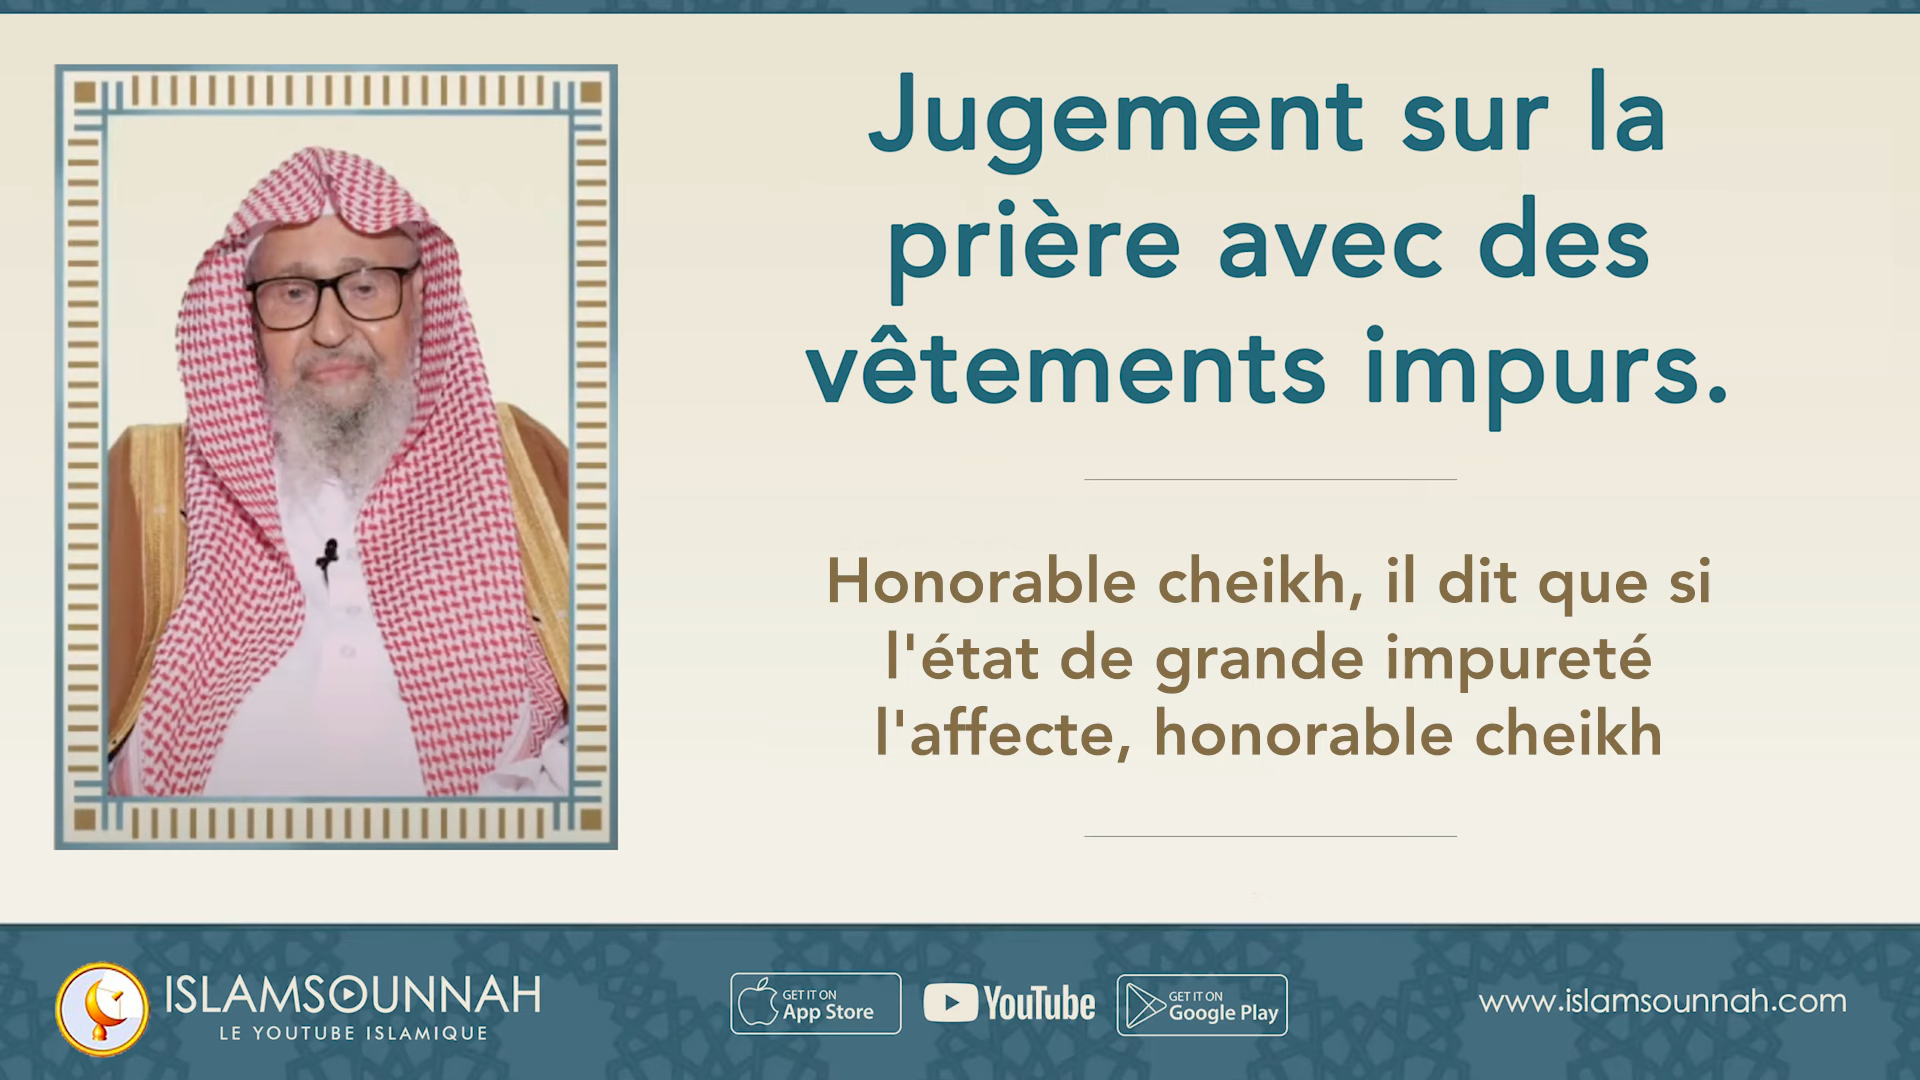 Jugement sur la
prière avec des
vêtements impurs.
Honorable cheikh, il dit que si
l'état de grande impureté
l'affecte, honorable cheikh
ISLAMSOUNNAH
LE YOUTUBE ISLAMIQUE
GET IT ON
App Store
YouTube
GET IT ON
Google Play
www.islamsounnah.com